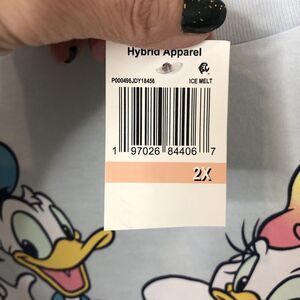 Hybrid Apparel
P000496JDY18456 ICE MELT
1 97026 84406 7
2X